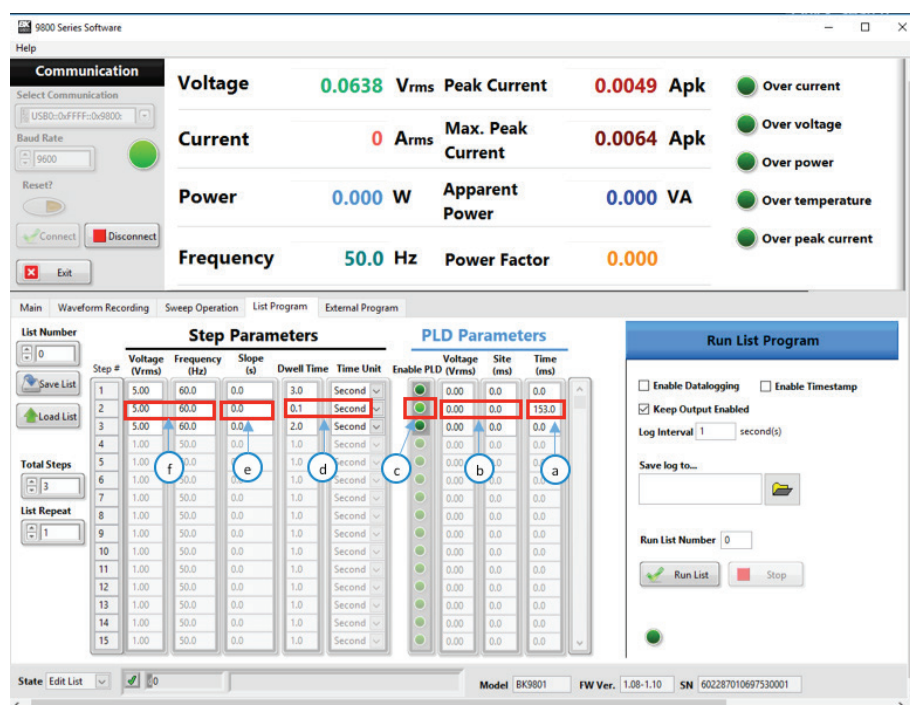 9800 Series Software
Help
Communication
Select Communication
USB0::0xFFFF::0x9800:
Baud Rate
9600
Reset?
Connect Disconnect
Exit
Voltage 0.0638 Vrms Peak Current 0.0049 Apk
Current 0 Arms Max. Peak Current 0.0064 Apk
Power 0.000 W Apparent Power 0.000 VA
Frequency 50.0 Hz Power Factor 0.000
Over current
Over voltage
Over power
Over temperature
Over peak current
Main Waveform Recording Sweep Operation List Program External Program
List Number
0
Save List
Load List
Total Steps
3
List Repeat
1
Step Parameters PLD Parameters
Step # Voltage (Vrms) Frequency (Hz) Slope (s) Dwell Time Time Unit Enable PLD Voltage (Vrms) Site (ms) Time (ms)
1 5.00 60.0 0.0 3.0 Second 0.00 0.0 0.0
2 5.00 60.0 0.0 0.1 Second 0.00 0.0 153.0
3 5.00 60.0 0.0 2.0 Second 0.00 0.0 0.0
4 1.00 50.0 0.0 1.0 Second 0.00 0.0 0.0
5 1.00 0.0 1.0 Second 0.00 0.0
6 1.00 0.0 1.0 Second 0.00 0.0
7 1.00 50.0 0.0 1.0 Second 0.00 0.0 0.0
8 1.00 50.0 0.0 1.0 Second 0.00 0.0 0.0
9 1.00 50.0 0.0 1.0 Second 0.00 0.0 0.0
10 1.00 50.0 0.0 1.0 Second 0.00 0.0 0.0
11 1.00 50.0 0.0 1.0 Second 0.00 0.0 0.0
12 1.00 50.0 0.0 1.0 Second 0.00 0.0 0.0
13 1.00 50.0 0.0 1.0 Second 0.00 0.0 0.0
14 1.00 50.0 0.0 1.0 Second 0.00 0.0 0.0
15 1.00 50.0 0.0 1.0 Second 0.00 0.0 0.0
f e d c b a
Run List Program
Enable Datalogging Enable Timestamp
Keep Output Enabled
Log Interval 1 second(s)
Save log to...
Run List Number 0
Run List Stop
State Edit List 0 Model BK9801 FW Ver. 1.08-1.10 SN 602287010697530001